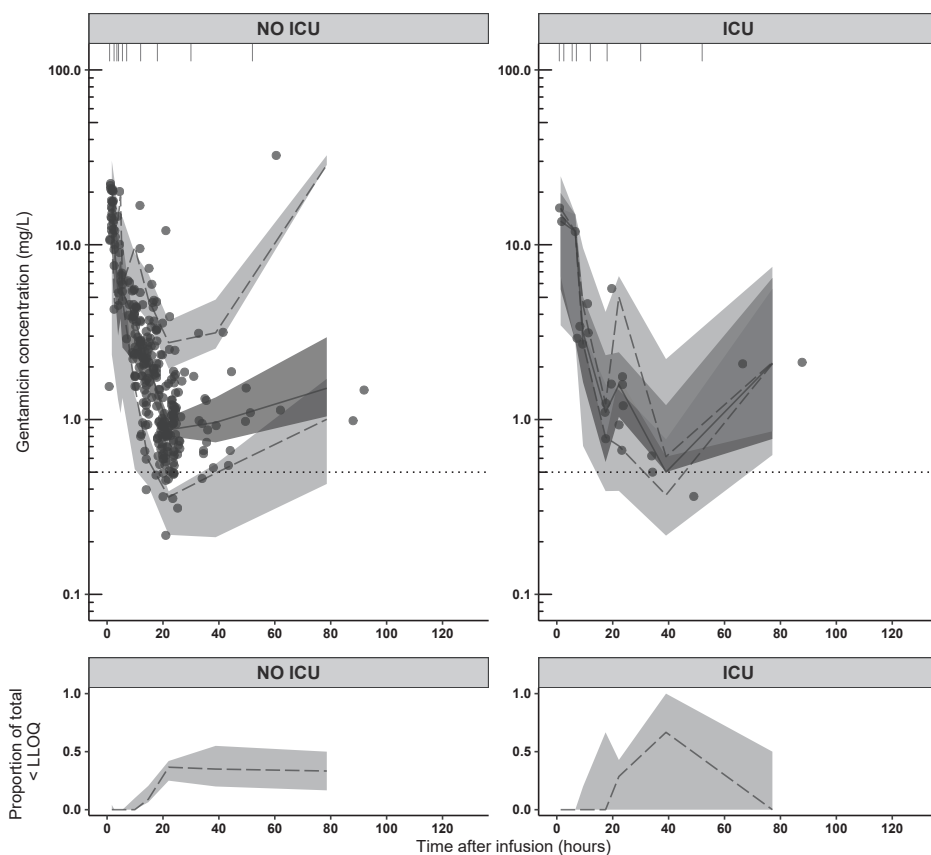 NO ICU
ICU
Gentamicin concentration (mg/L)
100.0
10.0
1.0
0.1
0 20 40 60 80 100 120
0 20 40 60 80 100 120
100.0
10.0
1.0
0.1
NO ICU
ICU
Proportion of total
< LLOQ
1.0
0.5
0.0
0 20 40 60 80 100 120
0 20 40 60 80 100 120
1.0
0.5
0.0
Time after infusion (hours)